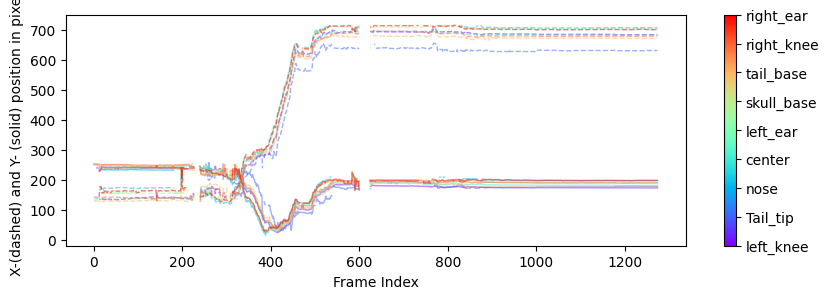 X-(dashed) and Y- (solid) position in pixe
700
600
500
400
300
200
100
0
0 200 400 600 800 1000 1200
Frame Index
right_ear
right_knee
tail_base
skull_base
left_ear
center
nose
Tail_tip
left_knee